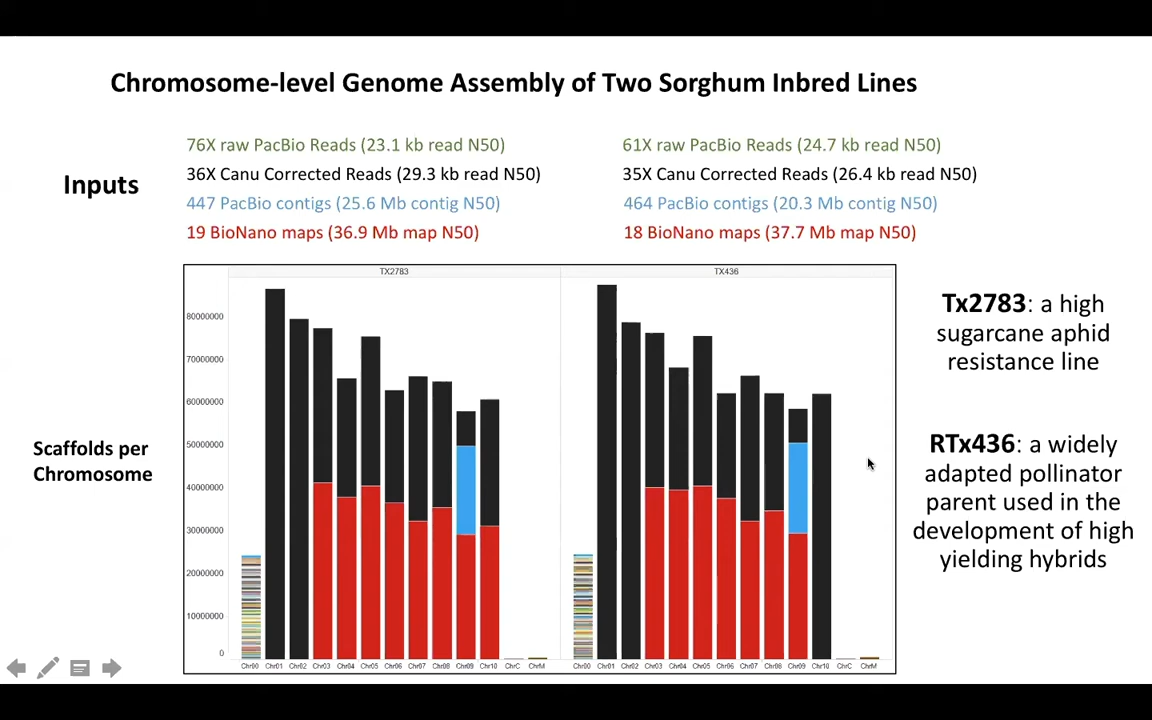 Chromosome-level Genome Assembly of Two Sorghum Inbred Lines
Inputs
76X raw PacBio Reads (23.1 kb read N50)
36X Canu Corrected Reads (29.3 kb read N50)
447 PacBio contigs (25.6 Mb contig N50)
19 BioNano maps (36.9 Mb map N50)
61X raw PacBio Reads (24.7 kb read N50)
35X Canu Corrected Reads (26.4 kb read N50)
464 PacBio contigs (20.3 Mb contig N50)
18 BioNano maps (37.7 Mb map N50)
Scaffolds per
Chromosome
TX2783
TX436
80000000
70000000
60000000
50000000
40000000
30000000
20000000
10000000
0
Chr00 Chr01 Chr02 Chr03 Chr04 Chr05 Chr06 Chr07 Chr08 Chr09 Chr10 ChrC ChrM
Chr00 Chr01 Chr02 Chr03 Chr04 Chr05 Chr06 Chr07 Chr08 Chr09 Chr10 ChrC ChrM
Tx2783: a high
sugarcane aphid
resistance line
RTx436: a widely
adapted pollinator
parent used in the
development of high
yielding hybrids